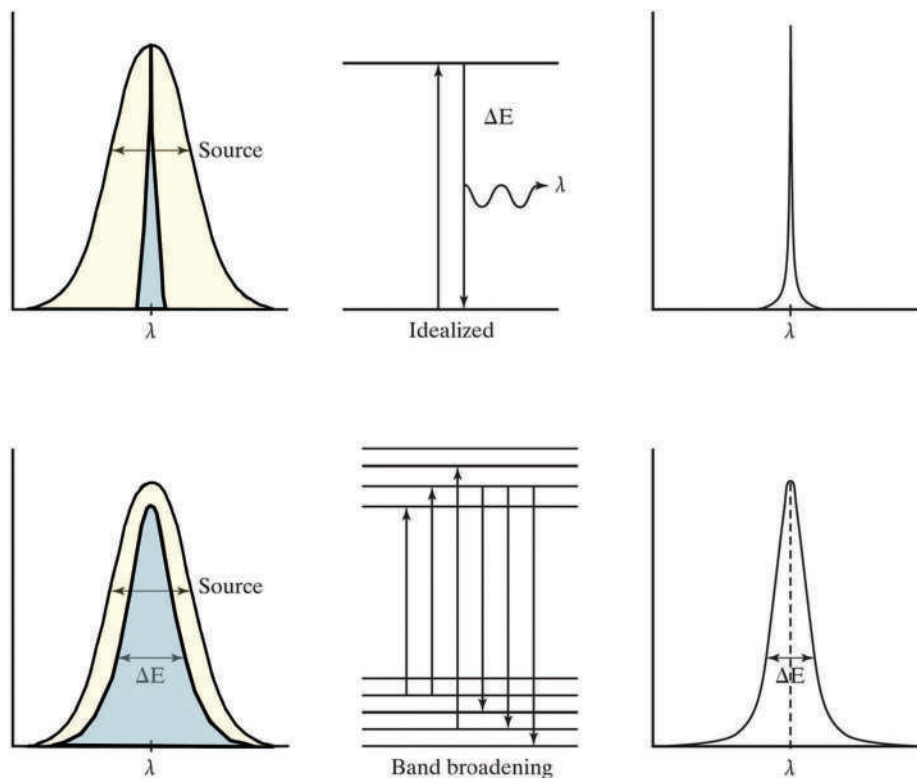 Source
λ
ΔE
λ
Idealized
λ
Source
ΔE
λ
Band broadening
ΔE
λ